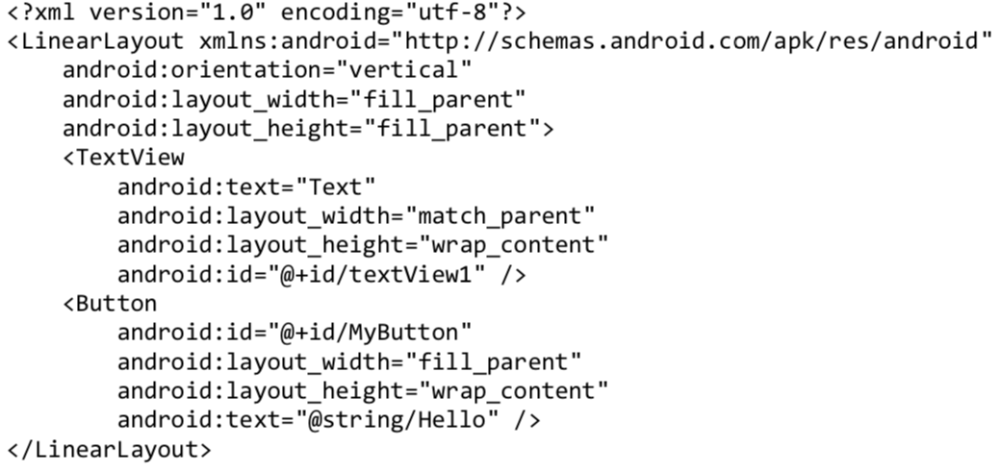 <?xml version="1.0" encoding="utf-8"?>
<LinearLayout xmlns:android="http://schemas.android.com/apk/res/android"
    android:orientation="vertical"
    android:layout_width="fill_parent"
    android:layout_height="fill_parent">
    <TextView
        android:text="Text"
        android:layout_width="match_parent"
        android:layout_height="wrap_content"
        android:id="@+id/textView1" />
    <Button
        android:id="@+id/MyButton"
        android:layout_width="fill_parent"
        android:layout_height="wrap_content"
        android:text="@string/Hello" />
</LinearLayout>